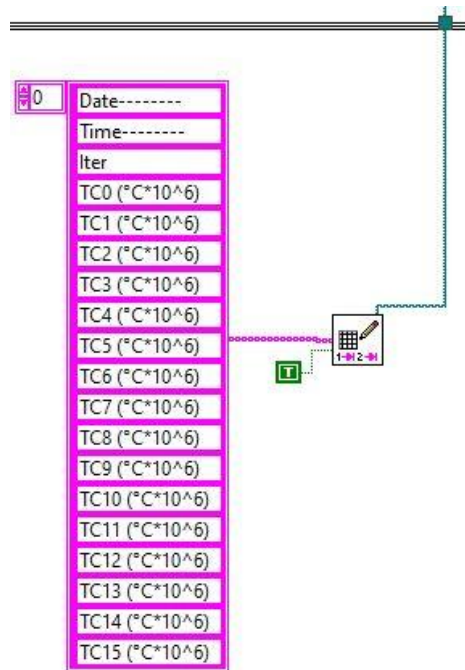 0
Date--------
Time--------
Iter
TC0 (°C*10^6)
TC1 (°C*10^6)
TC2 (°C*10^6)
TC3 (°C*10^6)
TC4 (°C*10^6)
TC5 (°C*10^6)
TC6 (°C*10^6)
TC7 (°C*10^6)
TC8 (°C*10^6)
TC9 (°C*10^6)
TC10 (°C*10^6)
TC11 (°C*10^6)
TC12 (°C*10^6)
TC13 (°C*10^6)
TC14 (°C*10^6)
TC15 (°C*10^6)
1 2
T